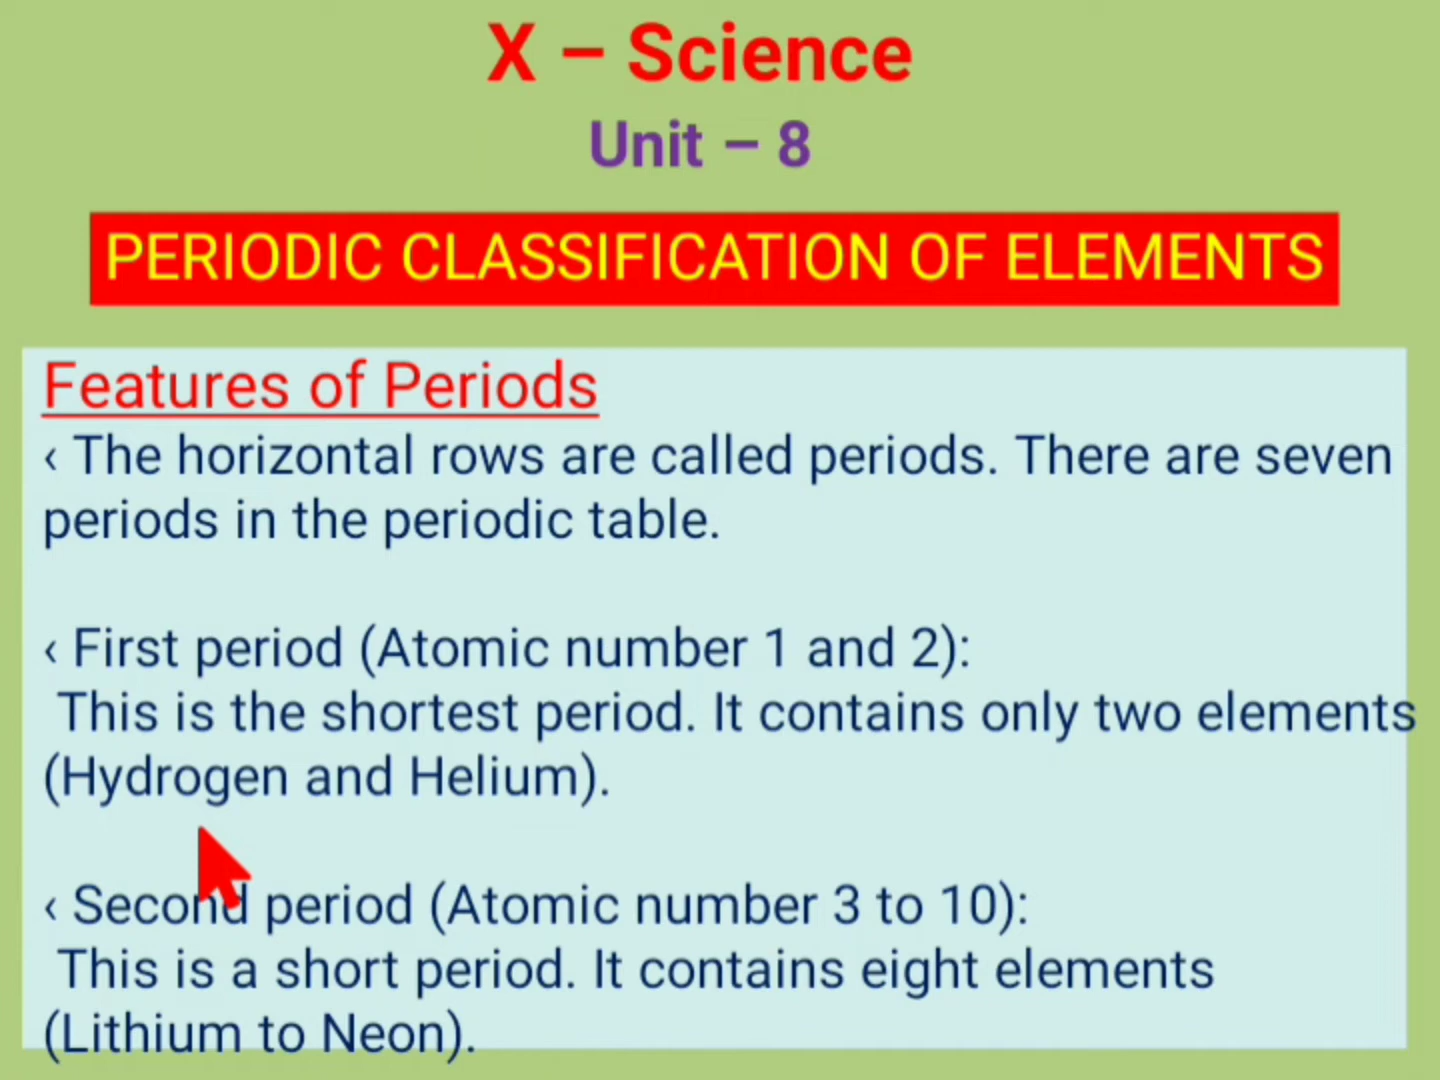 X – Science
Unit – 8
PERIODIC CLASSIFICATION OF ELEMENTS
Features of Periods
‹ The horizontal rows are called periods. There are seven
periods in the periodic table.
‹ First period (Atomic number 1 and 2):
This is the shortest period. It contains only two elements
(Hydrogen and Helium).
‹ Second period (Atomic number 3 to 10):
This is a short period. It contains eight elements
(Lithium to Neon).